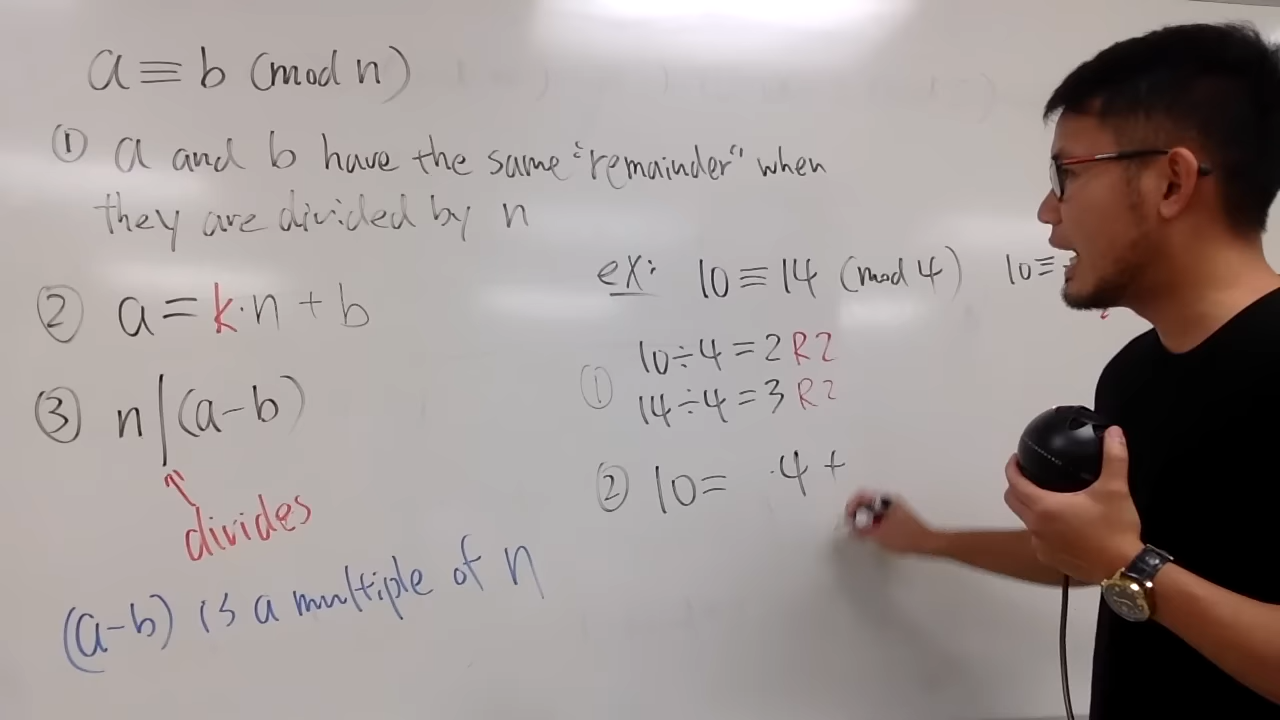 a ≡ b (mod n)
① a and b have the same "remainder" when
they are divided by n
② a = k·n + b
③ n | (a-b)
divides
(a-b) is a multiple of n
ex: 10 ≡ 14 (mod 4) 10 ≡
① 10 ÷ 4 = 2 R2
14 ÷ 4 = 3 R2
② 10 = ·4 +